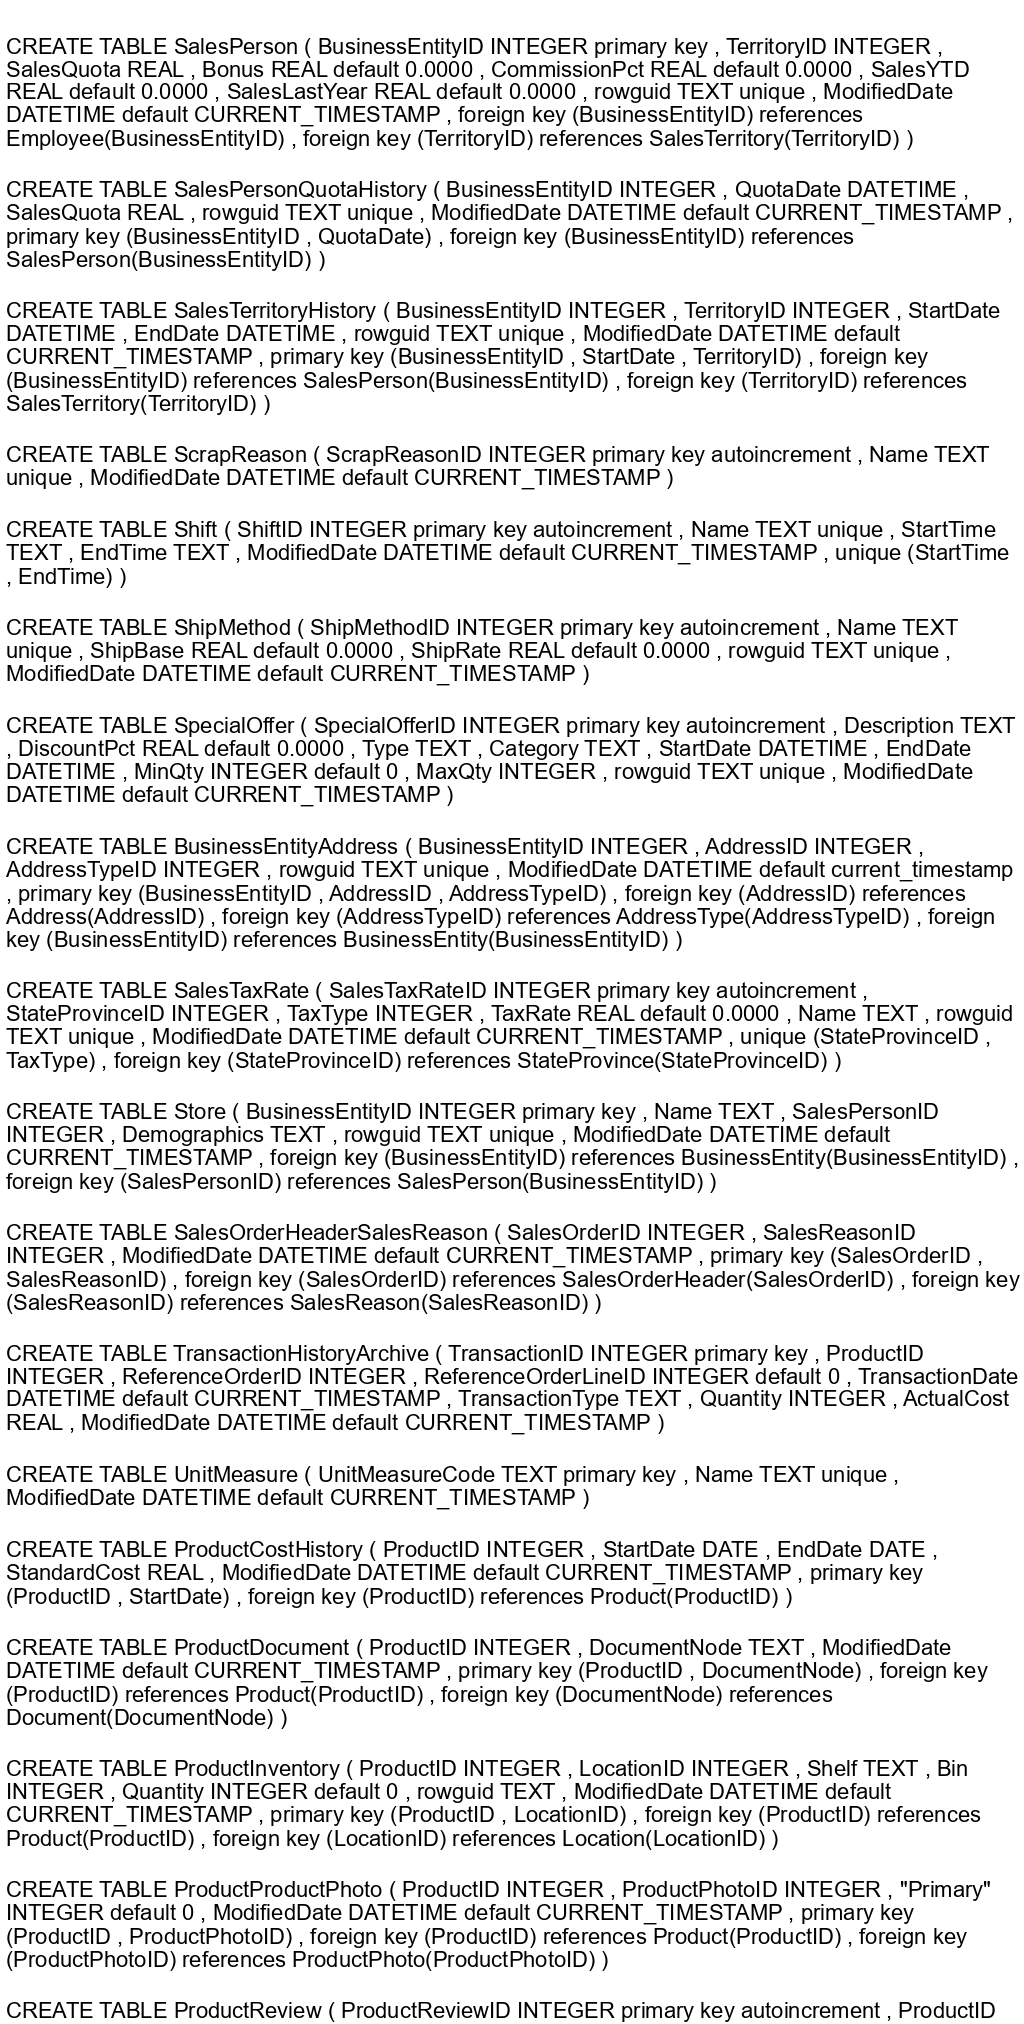 CREATE TABLE SalesPerson ( BusinessEntityID INTEGER primary key , TerritoryID INTEGER ,
SalesQuota REAL , Bonus REAL default 0.0000 , CommissionPct REAL default 0.0000 , SalesYTD
REAL default 0.0000 , SalesLastYear REAL default 0.0000 , rowguid TEXT unique , ModifiedDate
DATETIME default CURRENT_TIMESTAMP , foreign key (BusinessEntityID) references
Employee(BusinessEntityID) , foreign key (TerritoryID) references SalesTerritory(TerritoryID) )

CREATE TABLE SalesPersonQuotaHistory ( BusinessEntityID INTEGER , QuotaDate DATETIME ,
SalesQuota REAL , rowguid TEXT unique , ModifiedDate DATETIME default CURRENT_TIMESTAMP ,
primary key (BusinessEntityID , QuotaDate) , foreign key (BusinessEntityID) references
SalesPerson(BusinessEntityID) )

CREATE TABLE SalesTerritoryHistory ( BusinessEntityID INTEGER , TerritoryID INTEGER , StartDate
DATETIME , EndDate DATETIME , rowguid TEXT unique , ModifiedDate DATETIME default
CURRENT_TIMESTAMP , primary key (BusinessEntityID , StartDate , TerritoryID) , foreign key
(BusinessEntityID) references SalesPerson(BusinessEntityID) , foreign key (TerritoryID) references
SalesTerritory(TerritoryID) )

CREATE TABLE ScrapReason ( ScrapReasonID INTEGER primary key autoincrement , Name TEXT
unique , ModifiedDate DATETIME default CURRENT_TIMESTAMP )

CREATE TABLE Shift ( ShiftID INTEGER primary key autoincrement , Name TEXT unique , StartTime
TEXT , EndTime TEXT , ModifiedDate DATETIME default CURRENT_TIMESTAMP , unique (StartTime
, EndTime) )

CREATE TABLE ShipMethod ( ShipMethodID INTEGER primary key autoincrement , Name TEXT
unique , ShipBase REAL default 0.0000 , ShipRate REAL default 0.0000 , rowguid TEXT unique ,
ModifiedDate DATETIME default CURRENT_TIMESTAMP )

CREATE TABLE SpecialOffer ( SpecialOfferID INTEGER primary key autoincrement , Description TEXT
, DiscountPct REAL default 0.0000 , Type TEXT , Category TEXT , StartDate DATETIME , EndDate
DATETIME , MinQty INTEGER default 0 , MaxQty INTEGER , rowguid TEXT unique , ModifiedDate
DATETIME default CURRENT_TIMESTAMP )

CREATE TABLE BusinessEntityAddress ( BusinessEntityID INTEGER , AddressID INTEGER ,
AddressTypeID INTEGER , rowguid TEXT unique , ModifiedDate DATETIME default current_timestamp
, primary key (BusinessEntityID , AddressID , AddressTypeID) , foreign key (AddressID) references
Address(AddressID) , foreign key (AddressTypeID) references AddressType(AddressTypeID) , foreign
key (BusinessEntityID) references BusinessEntity(BusinessEntityID) )

CREATE TABLE SalesTaxRate ( SalesTaxRateID INTEGER primary key autoincrement ,
StateProvinceID INTEGER , TaxType INTEGER , TaxRate REAL default 0.0000 , Name TEXT , rowguid
TEXT unique , ModifiedDate DATETIME default CURRENT_TIMESTAMP , unique (StateProvinceID ,
TaxType) , foreign key (StateProvinceID) references StateProvince(StateProvinceID) )

CREATE TABLE Store ( BusinessEntityID INTEGER primary key , Name TEXT , SalesPersonID
INTEGER , Demographics TEXT , rowguid TEXT unique , ModifiedDate DATETIME default
CURRENT_TIMESTAMP , foreign key (BusinessEntityID) references BusinessEntity(BusinessEntityID) ,
foreign key (SalesPersonID) references SalesPerson(BusinessEntityID) )

CREATE TABLE SalesOrderHeaderSalesReason ( SalesOrderID INTEGER , SalesReasonID
INTEGER , ModifiedDate DATETIME default CURRENT_TIMESTAMP , primary key (SalesOrderID ,
SalesReasonID) , foreign key (SalesOrderID) references SalesOrderHeader(SalesOrderID) , foreign key
(SalesReasonID) references SalesReason(SalesReasonID) )

CREATE TABLE TransactionHistoryArchive ( TransactionID INTEGER primary key , ProductID
INTEGER , ReferenceOrderID INTEGER , ReferenceOrderLineID INTEGER default 0 , TransactionDate
DATETIME default CURRENT_TIMESTAMP , TransactionType TEXT , Quantity INTEGER , ActualCost
REAL , ModifiedDate DATETIME default CURRENT_TIMESTAMP )

CREATE TABLE UnitMeasure ( UnitMeasureCode TEXT primary key , Name TEXT unique ,
ModifiedDate DATETIME default CURRENT_TIMESTAMP )

CREATE TABLE ProductCostHistory ( ProductID INTEGER , StartDate DATE , EndDate DATE ,
StandardCost REAL , ModifiedDate DATETIME default CURRENT_TIMESTAMP , primary key
(ProductID , StartDate) , foreign key (ProductID) references Product(ProductID) )

CREATE TABLE ProductDocument ( ProductID INTEGER , DocumentNode TEXT , ModifiedDate
DATETIME default CURRENT_TIMESTAMP , primary key (ProductID , DocumentNode) , foreign key
(ProductID) references Product(ProductID) , foreign key (DocumentNode) references
Document(DocumentNode) )

CREATE TABLE ProductInventory ( ProductID INTEGER , LocationID INTEGER , Shelf TEXT , Bin
INTEGER , Quantity INTEGER default 0 , rowguid TEXT , ModifiedDate DATETIME default
CURRENT_TIMESTAMP , primary key (ProductID , LocationID) , foreign key (ProductID) references
Product(ProductID) , foreign key (LocationID) references Location(LocationID) )

CREATE TABLE ProductProductPhoto ( ProductID INTEGER , ProductPhotoID INTEGER , "Primary"
INTEGER default 0 , ModifiedDate DATETIME default CURRENT_TIMESTAMP , primary key
(ProductID , ProductPhotoID) , foreign key (ProductID) references Product(ProductID) , foreign key
(ProductPhotoID) references ProductPhoto(ProductPhotoID) )

CREATE TABLE ProductReview ( ProductReviewID INTEGER primary key autoincrement , ProductID